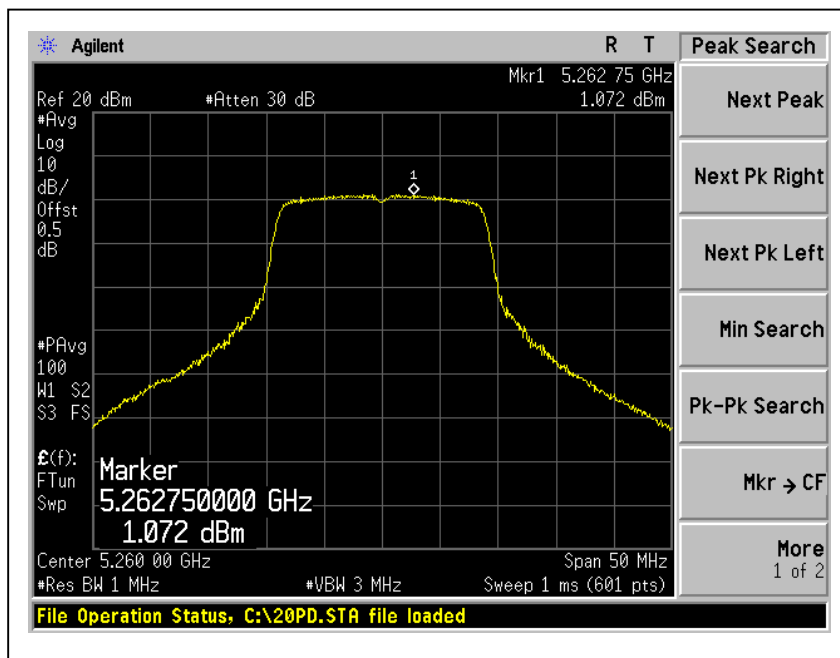 Agilent R T Peak Search
Mkr1 5.262 75 GHz
Ref 20 dBm #Atten 30 dB 1.072 dBm
#Avg
Log
10
dB/
Offst
0.5
dB
1
#PAvg
100
W1 S2
S3 FS
£(f):
FTun
Swp
Marker
5.262750000 GHz
1.072 dBm
Center 5.260 00 GHz Span 50 MHz
#Res BW 1 MHz #VBW 3 MHz Sweep 1 ms (601 pts)
File Operation Status, C:\20PD.STA file loaded
Next Peak
Next Pk Right
Next Pk Left
Min Search
Pk-Pk Search
Mkr → CF
More
1 of 2